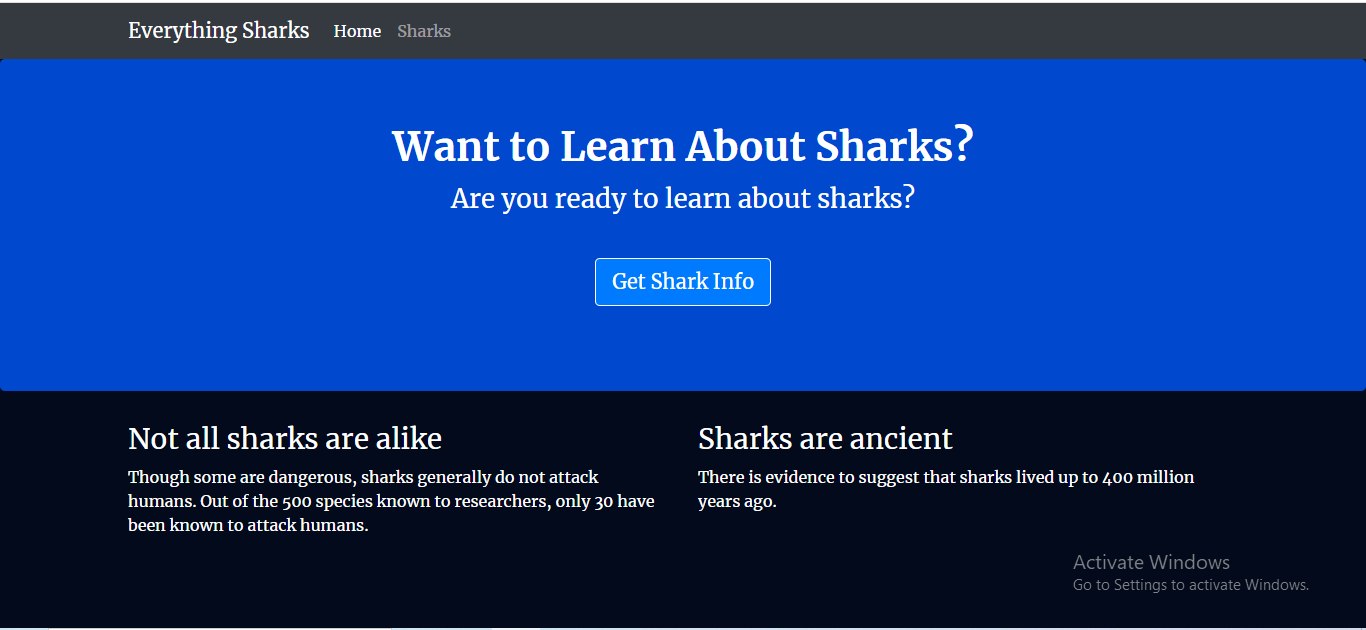 Everything Sharks Home Sharks
Want to Learn About Sharks?
Are you ready to learn about sharks?
Get Shark Info
Not all sharks are alike
Though some are dangerous, sharks generally do not attack
humans. Out of the 500 species known to researchers, only 30 have
been known to attack humans.
Sharks are ancient
There is evidence to suggest that sharks lived up to 400 million
years ago.
Activate Windows
Go to Settings to activate Windows.